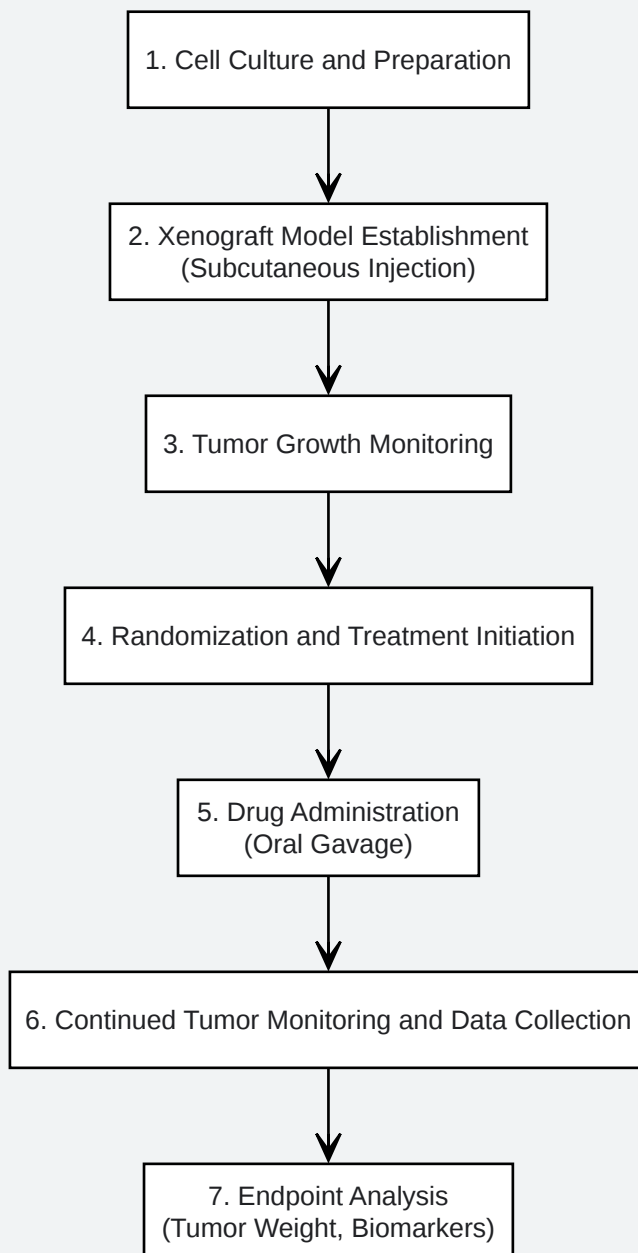 1. Cell Culture and Preparation
2. Xenograft Model Establishment
(Subcutaneous Injection)
3. Tumor Growth Monitoring
4. Randomization and Treatment Initiation
5. Drug Administration
(Oral Gavage)
6. Continued Tumor Monitoring and Data Collection
7. Endpoint Analysis
(Tumor Weight, Biomarkers)